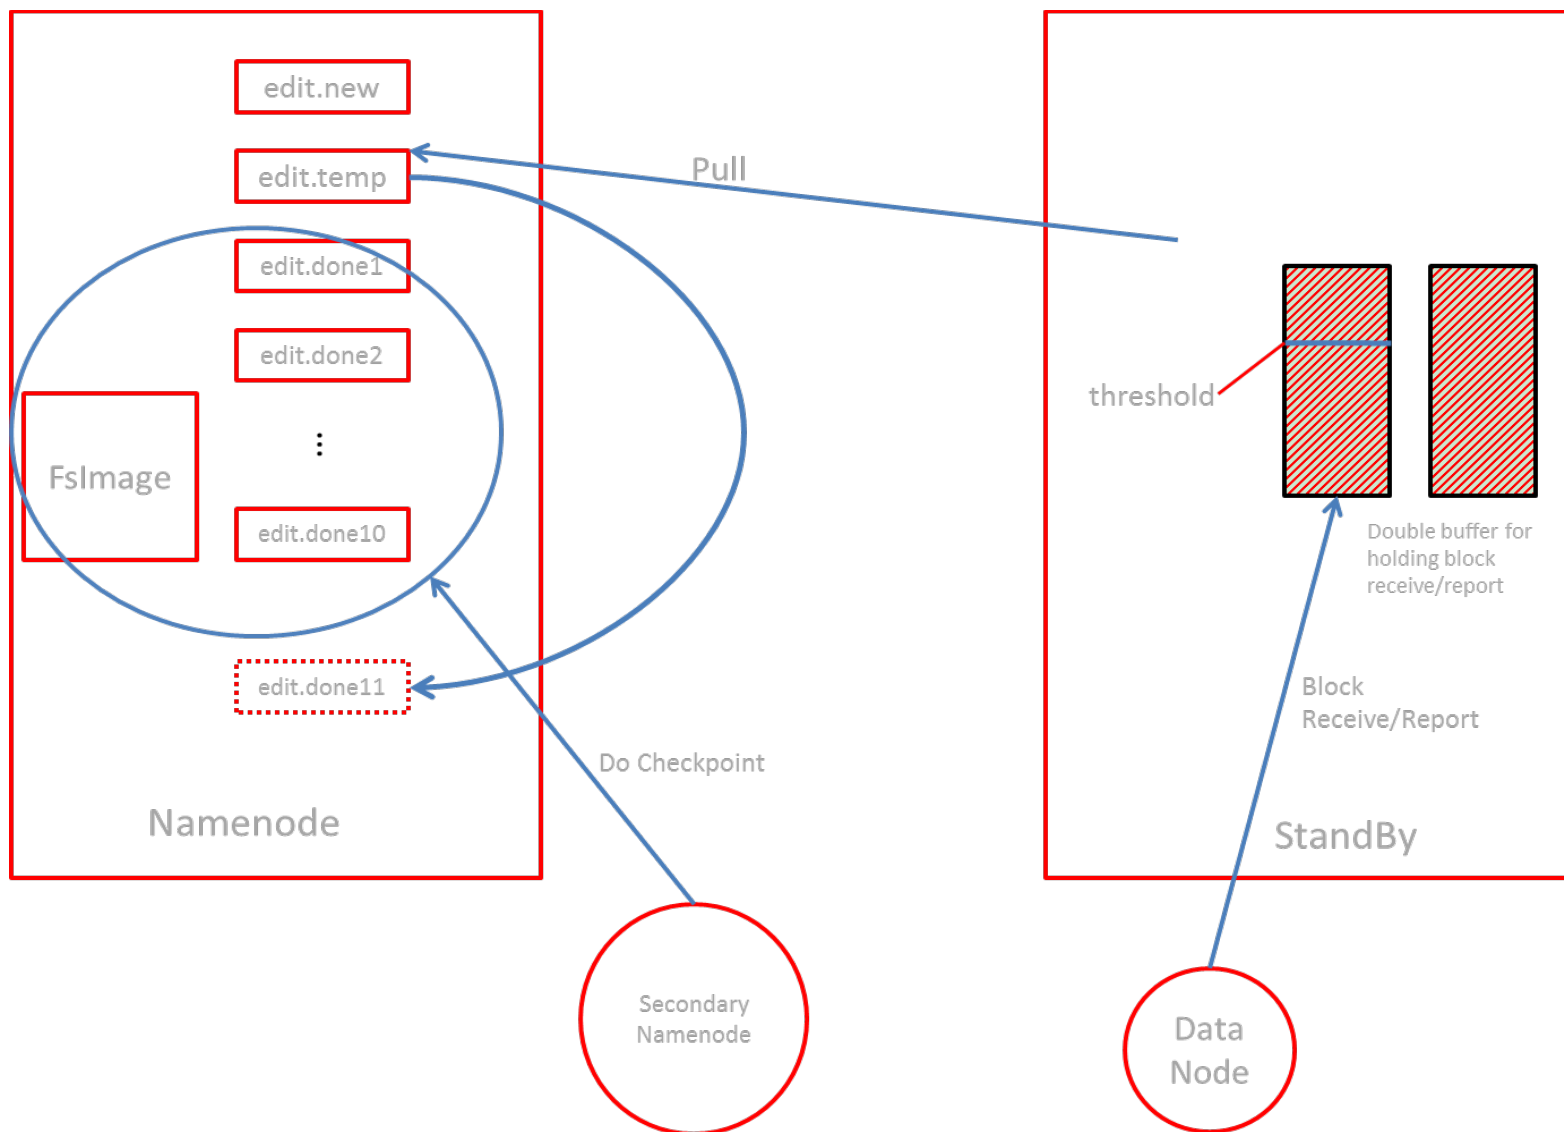 edit.new
edit.temp
edit.done1
edit.done2
...
FsImage
edit.done10
edit.done11
Namenode
Pull
Do Checkpoint
Secondary
Namenode
threshold
Double buffer for
holding block
receive/report
Block
Receive/Report
StandBy
Data
Node